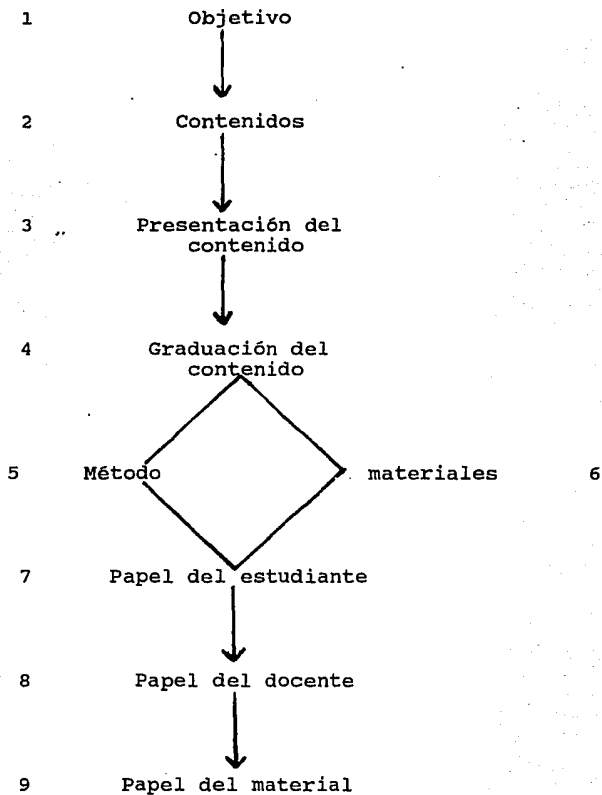 1 Objetivo
2 Contenidos
3 Presentación del
contenido
4 Graduación del
contenido
5 Método materiales 6
7 Papel del estudiante
8 Papel del docente
9 Papel del material